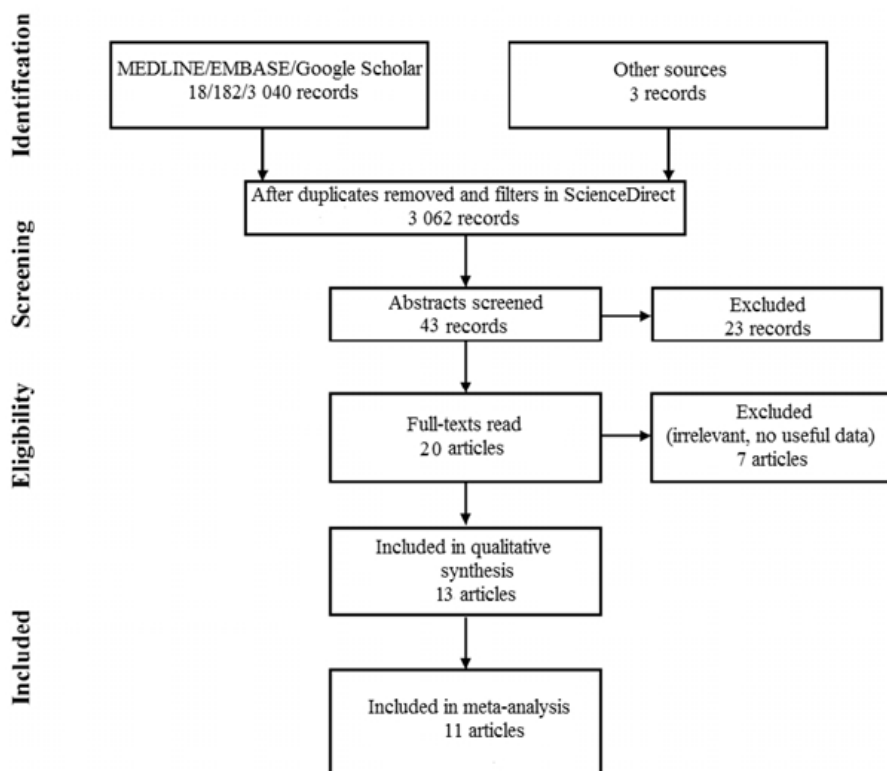 Identification
MEDLINE/EMBASE/Google Scholar
18/182/3 040 records
Other sources
3 records
After duplicates removed and filters in ScienceDirect
3 062 records
Screening
Abstracts screened
43 records
Excluded
23 records
Eligibility
Full-texts read
20 articles
Excluded
(irrelevant, no useful data)
7 articles
Included in qualitative
synthesis
13 articles
Included
Included in meta-analysis
11 articles